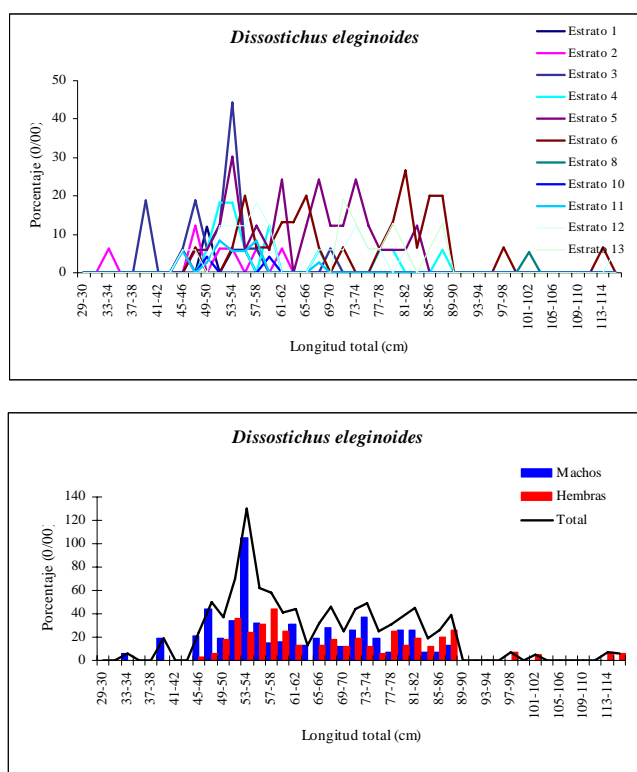 Dissostichus eleginoides
Estrato 1
Estrato 2
Estrato 3
Estrato 4
Estrato 5
Estrato 6
Estrato 8
Estrato 10
Estrato 11
Estrato 12
Estrato 13
Porcentaje (0/00)
50
40
30
20
10
0
29-30
33-34
37-38
41-42
45-46
49-50
53-54
57-58
61-62
65-66
69-70
73-74
77-78
81-82
85-86
89-90
93-94
97-98
101-102
105-106
109-110
113-114
Longitud total (cm)
Dissostichus eleginoides
Machos
Hembras
Total
Porcentaje (0/00)
140
120
100
80
60
40
20
0
29-30
33-34
37-38
41-42
45-46
49-50
53-54
57-58
61-62
65-66
69-70
73-74
77-78
81-82
85-86
89-90
93-94
97-98
101-102
105-106
109-110
113-114
Longitud total (cm)